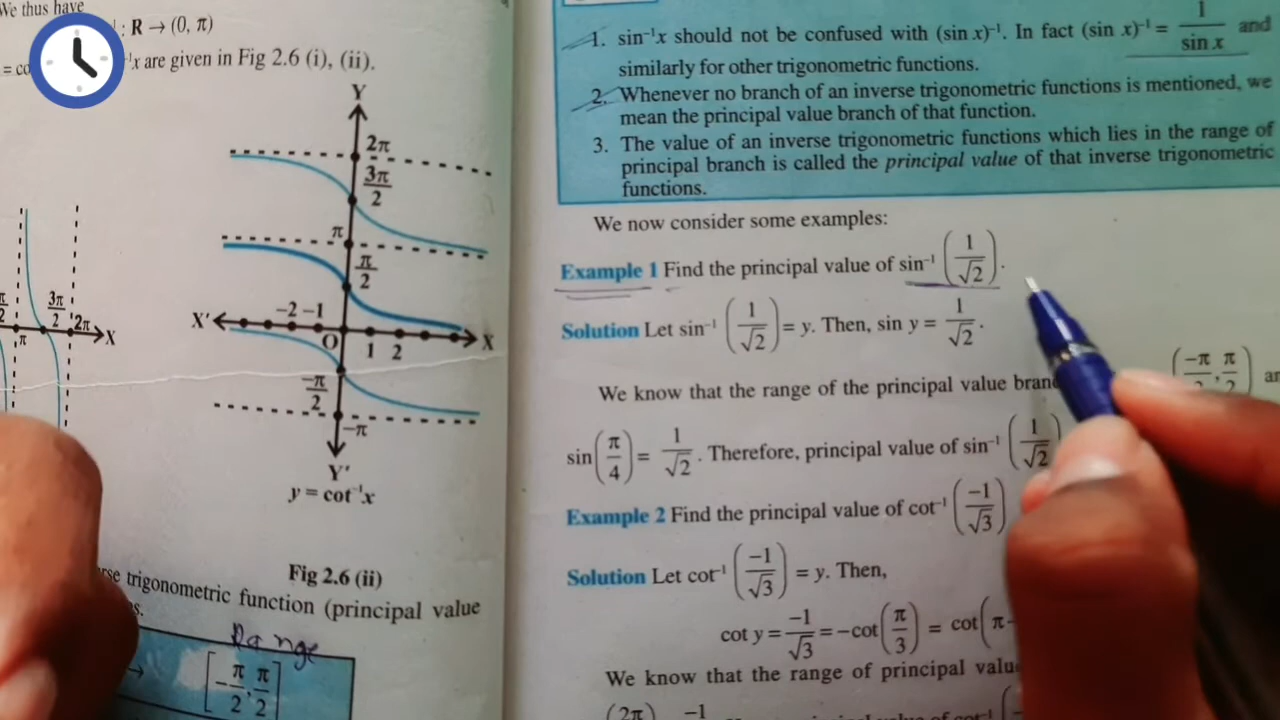 We thus have
: R → (0, π)
x are given in Fig 2.6 (i), (ii).
Y
2π
3π/2
π
π/2
X'
-2 -1
O
1 2
X
-π/2
-π
Y'
y = cot⁻¹x
Fig 2.6 (ii)
3π/2
2π
π
X
trigonometric function (principal value
Range
[-π/2, π/2]
1. sin⁻¹x should not be confused with (sin x)⁻¹. In fact (sin x)⁻¹ = 1/sin x and
similarly for other trigonometric functions.
2. Whenever no branch of an inverse trigonometric functions is mentioned, we
mean the principal value branch of that function.
3. The value of an inverse trigonometric functions which lies in the range of
principal branch is called the principal value of that inverse trigonometric
functions.
We now consider some examples:
Example 1 Find the principal value of sin⁻¹ (1/√2).
Solution Let sin⁻¹ (1/√2) = y. Then, sin y = 1/√2.
We know that the range of the principal value (-π/2, π/2)
sin(π/4) = 1/√2. Therefore, principal value of sin⁻¹ (1/√2)
Example 2 Find the principal value of cot⁻¹ (-1/√3)
Solution Let cot⁻¹ (-1/√3) = y. Then,
cot y = -1/√3 = -cot(π/3) = cot(π-
We know that the range of principal
(2π -1